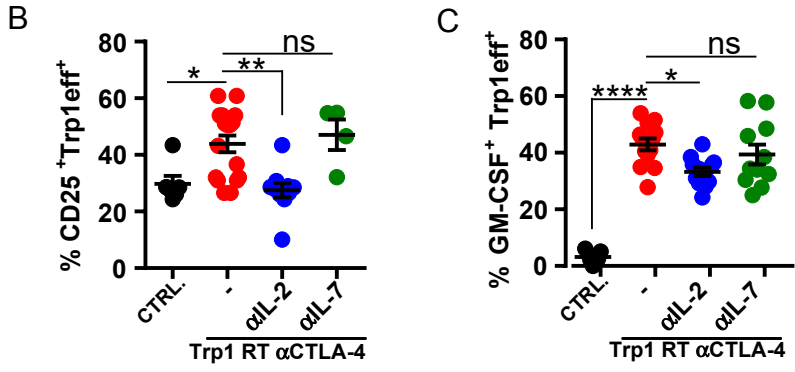 B
% CD25 ⁺Trp1eff⁺
80
60
40
20
0
*
**
ns
CTRL.
-
αIL-2
αIL-7
Trp1 RT αCTLA-4
C
% GM-CSF⁺ Trp1eff⁺
80
60
40
20
0
****
*
ns
CTRL.
-
αIL-2
αIL-7
Trp1 RT αCTLA-4